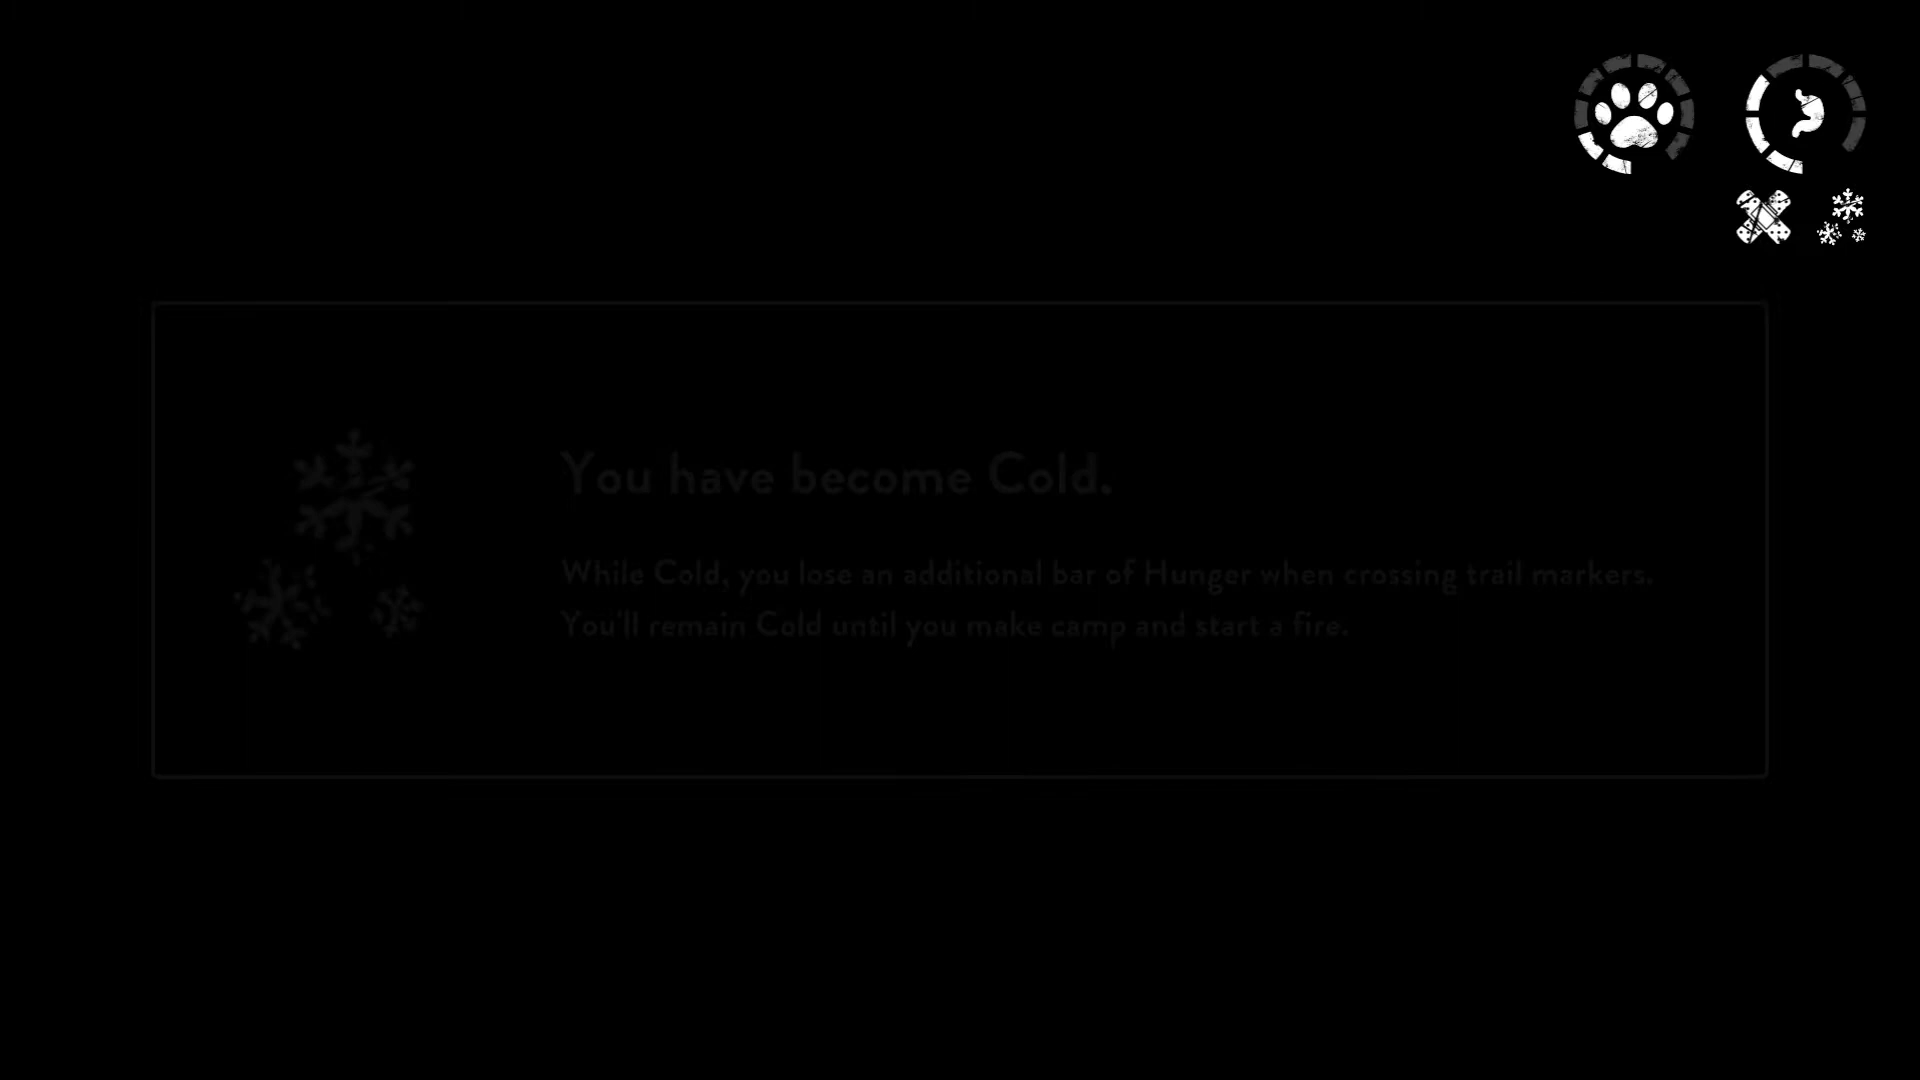 You have become Cold.
While Cold, you lose an additional bar of Hunger when crossing trail markers.
You'll remain Cold until you make camp and start a fire.